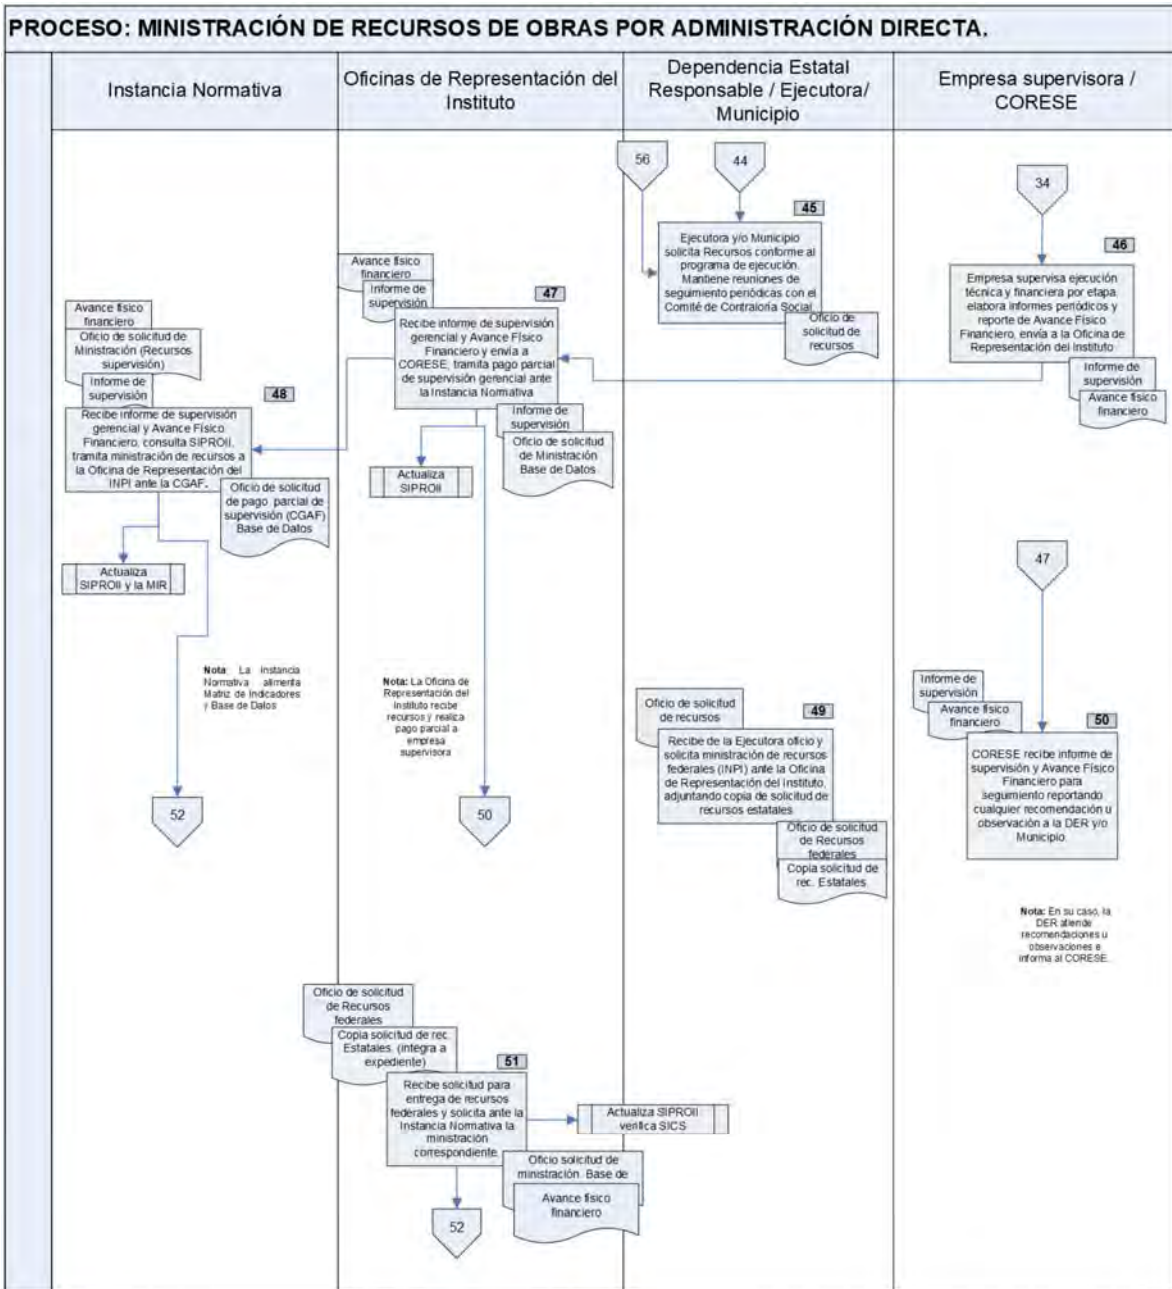 PROCESO: MINISTRACIÓN DE RECURSOS DE OBRAS POR ADMINISTRACIÓN DIRECTA.
Instancia Normativa
Oficinas de Representación del
Instituto
Dependencia Estatal
Responsable / Ejecutora/
Municipio
Empresa supervisora /
CORESE
56
44
34
45
Ejecutora y/o Municipio
solicita Recursos conforme al
programa de ejecución.
Mantiene reuniones de
seguimiento periódicas con el
Comité de Contraloría Social
Oficio de
solicitud de
recursos
46
Empresa supervisa ejecución
técnica y financiera por etapa,
elabora informes periódicos y
reporte de Avance Físico
Financiero, envía a la Oficina de
Representación del Instituto
Informe de
supervisión
Avance físico
financiero
Avance físico
financiero
Informe de
supervisión
47
Recibe informe de supervisión
gerencial y Avance Físico
Financiero y envía a
CORESE, tramita pago parcial
de supervisión gerencial ante
la Instancia Normativa
Informe de
supervisión
Oficio de solicitud
de Ministración
Base de Datos
Actualiza
SIPROII
Avance físico
financiero
Oficio de solicitud de
Ministración (Recursos
supervisión)
Informe de
supervisión
48
Recibe informe de supervisión
gerencial y Avance Físico
Financiero, consulta SIPROII,
tramita ministración de recursos
a la Oficina de Representación del
INPI ante la CGAF.
Oficio de solicitud
de pago parcial de
supervisión (CGAF)
Base de Datos
Actualiza
SIPROII y la MIR
Nota: La Instancia
Normativa alimenta
Matriz de Indicadores
y Base de Datos
52
Nota: La Oficina de
Representación del
Instituto recibe
recursos y realiza
pago parcial a
empresa
supervisora
50
Oficio de solicitud
de recursos
49
Recibe de la Ejecutora oficio y
solicita ministración de recursos
federales (INPI) ante la Oficina
de Representación del Instituto,
adjuntando copia de solicitud de
recursos estatales
Oficio de solicitud
de Recursos
federales
Copia solicitud de
rec. Estatales
47
Informe de
supervisión
Avance físico
financiero
50
CORESE recibe informe de
supervisión y Avance Físico
Financiero para
seguimiento reportando
cualquier recomendación u
observación a la DER y/o
Municipio.
Nota: En su caso, la
DER atiende
recomendaciones u
observaciones e
informa al CORESE.
Oficio de solicitud
de Recursos
federales
Copia solicitud de rec.
Estatales (integra a
expediente)
51
Recibe solicitud para
entrega de recursos
federales y solicita ante la
Instancia Normativa la
ministración
correspondiente
Actualiza SIPROII
verifica SICS
Oficio solicitud de
ministración Base de
Avance físico
financiero
52